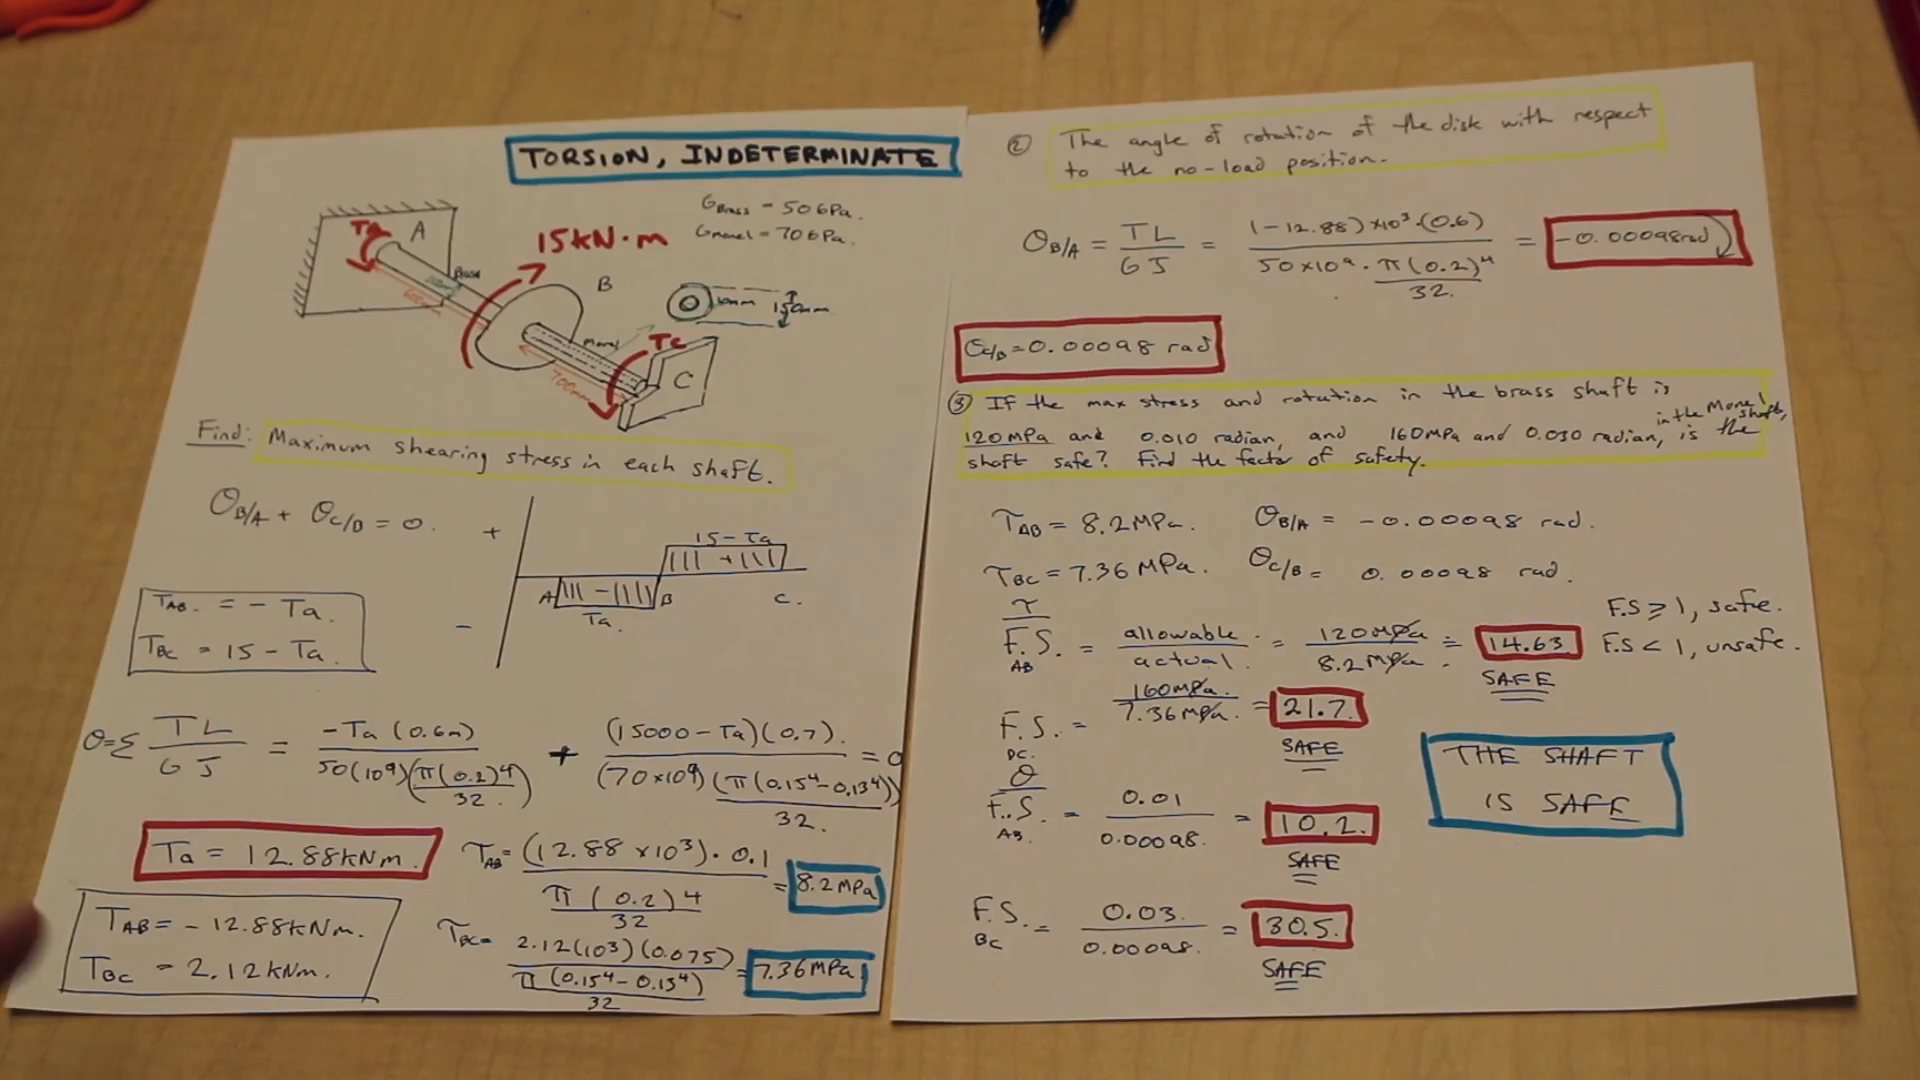 TORSION, INDETERMINATE
G Brass = 50GPa.
G monel = 70GPa.
15kN·m
Ta
A
Brass
B
10mm
150mm
Monel
Tc
700mm
C
Find: Maximum shearing stress in each shaft.
θB/A + θC/B = 0.
+
15-Ta
+
A
-
B
C.
Ta.
-
TAB. = - Ta.
TBC = 15 - Ta.
θ=Σ TL/GJ = -Ta (0.6m)/50(10⁹)(π(0.2)⁴/32.) + (15000-Ta)(0.7)./(70×10⁹)(π(0.15⁴-0.13⁴)/32.) = 0
Ta = 12.88kNm.
τAB = (12.88 ×10³)·0.1/π(0.2)⁴/32 = 8.2MPa
TAB = - 12.88kNm.
TBC = 2.12kNm.
τBC = 2.12(10³)(0.075)/π(0.15⁴-0.13⁴)/32 = 7.36MPa
② The angle of rotation of the disk with respect
to the no-load position.
θB/A = TL/GJ = (-12.88)×10³·(0.6)/50×10⁹·π(0.2)⁴/32. = -0.00098rad
θC/B = 0.00098 rad
③ If the max stress and rotation in the brass shaft is
in the Monel shaft,
120MPa and 0.010 radian, and 160MPa and 0.030 radian, is the
shaft safe? Find the factor of safety.
τAB = 8.2MPa. θB/A = -0.00098 rad.
τBC = 7.36MPa. θC/B = 0.00098 rad.
τ
F.S.AB = allowable/actual. = 120MPa/8.2MPa. = 14.63
SAFE
F.S ≥ 1, safe.
F.S < 1, unsafe.
F.S.BC. = 160MPa./7.36MPa. = 21.7.
SAFE
θ
F.S.AB. = 0.01/0.00098. = 10.2.
SAFE
THE SHAFT
IS SAFE
F.S.BC = 0.03./0.00098. = 30.5.
SAFE